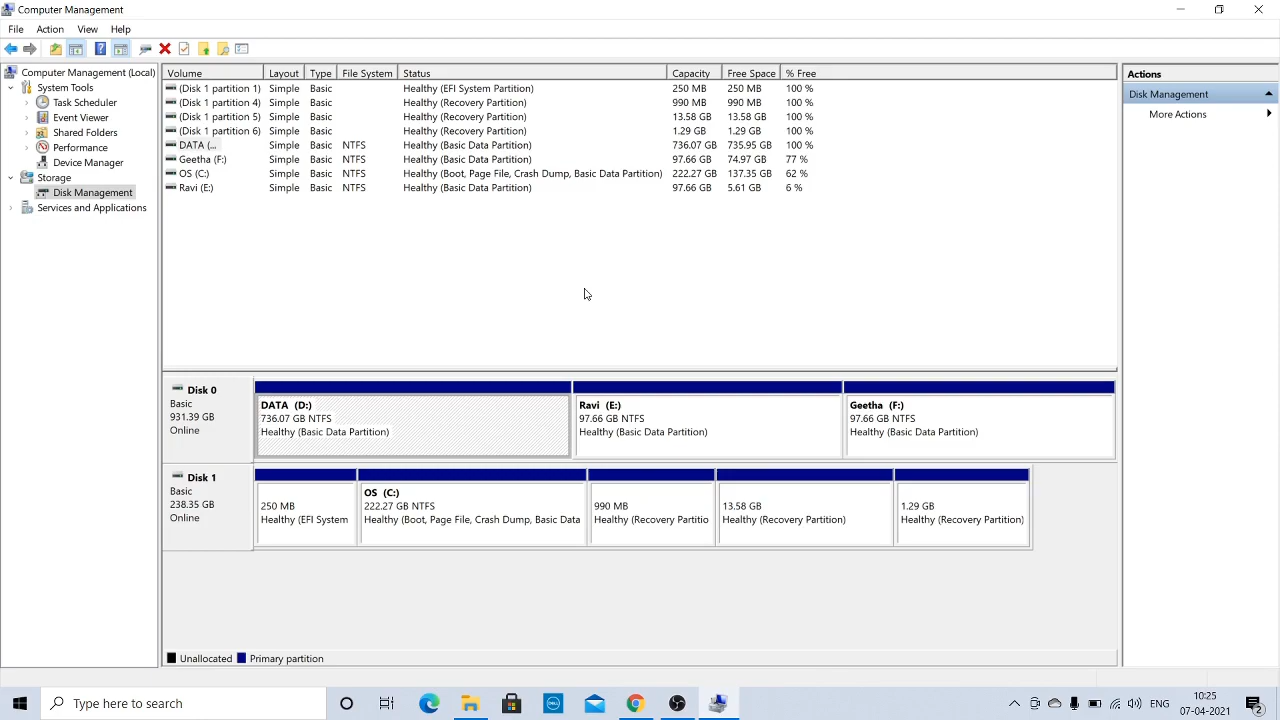 Computer Management
File Action View Help
Computer Management (Local)
System Tools
Task Scheduler
Event Viewer
Shared Folders
Performance
Device Manager
Storage
Disk Management
Services and Applications
Volume Layout Type File System Status Capacity Free Space % Free
(Disk 1 partition 1) Simple Basic Healthy (EFI System Partition) 250 MB 250 MB 100 %
(Disk 1 partition 4) Simple Basic Healthy (Recovery Partition) 990 MB 990 MB 100 %
(Disk 1 partition 5) Simple Basic Healthy (Recovery Partition) 13.58 GB 13.58 GB 100 %
(Disk 1 partition 6) Simple Basic Healthy (Recovery Partition) 1.29 GB 1.29 GB 100 %
DATA (... Simple Basic NTFS Healthy (Basic Data Partition) 736.07 GB 735.95 GB 100 %
Geetha (F:) Simple Basic NTFS Healthy (Basic Data Partition) 97.66 GB 74.97 GB 77 %
OS (C:) Simple Basic NTFS Healthy (Boot, Page File, Crash Dump, Basic Data Partition) 222.27 GB 137.35 GB 62 %
Ravi (E:) Simple Basic NTFS Healthy (Basic Data Partition) 97.66 GB 5.61 GB 6 %
Actions
Disk Management
More Actions
Disk 0
Basic
931.39 GB
Online
DATA (D:)
736.07 GB NTFS
Healthy (Basic Data Partition)
Ravi (E:)
97.66 GB NTFS
Healthy (Basic Data Partition)
Geetha (F:)
97.66 GB NTFS
Healthy (Basic Data Partition)
Disk 1
Basic
238.35 GB
Online
250 MB
Healthy (EFI System
OS (C:)
222.27 GB NTFS
Healthy (Boot, Page File, Crash Dump, Basic Data
990 MB
Healthy (Recovery Partitio
13.58 GB
Healthy (Recovery Partition)
1.29 GB
Healthy (Recovery Partition)
Unallocated Primary partition
Type here to search
DELL
ENG
10:25
07-04-2021
2